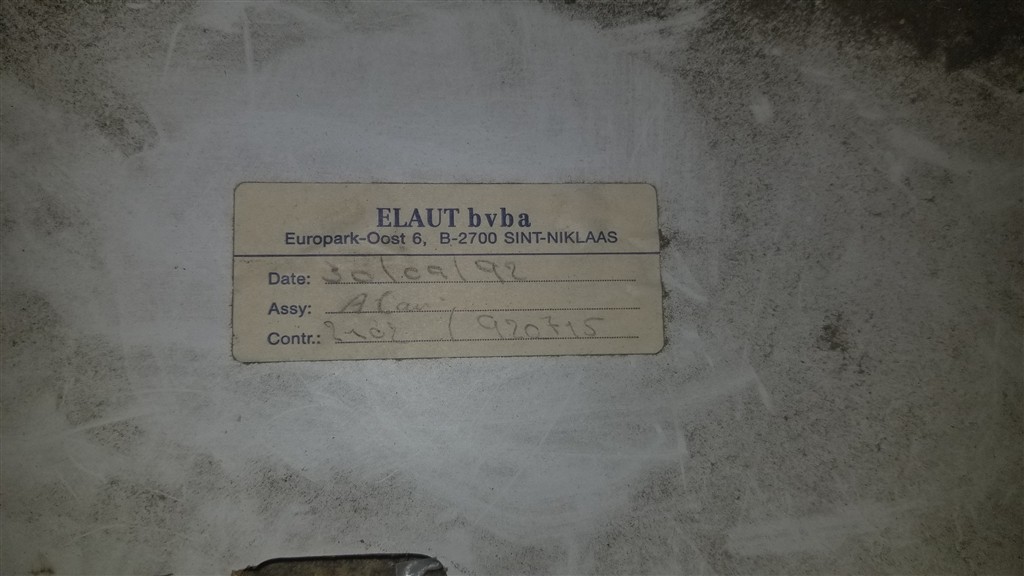 ELAUT bvba
Europark-Oost 6, B-2700 SINT-NIKLAAS
Date: 30/09/92
Assy:
Contr.: / 920715